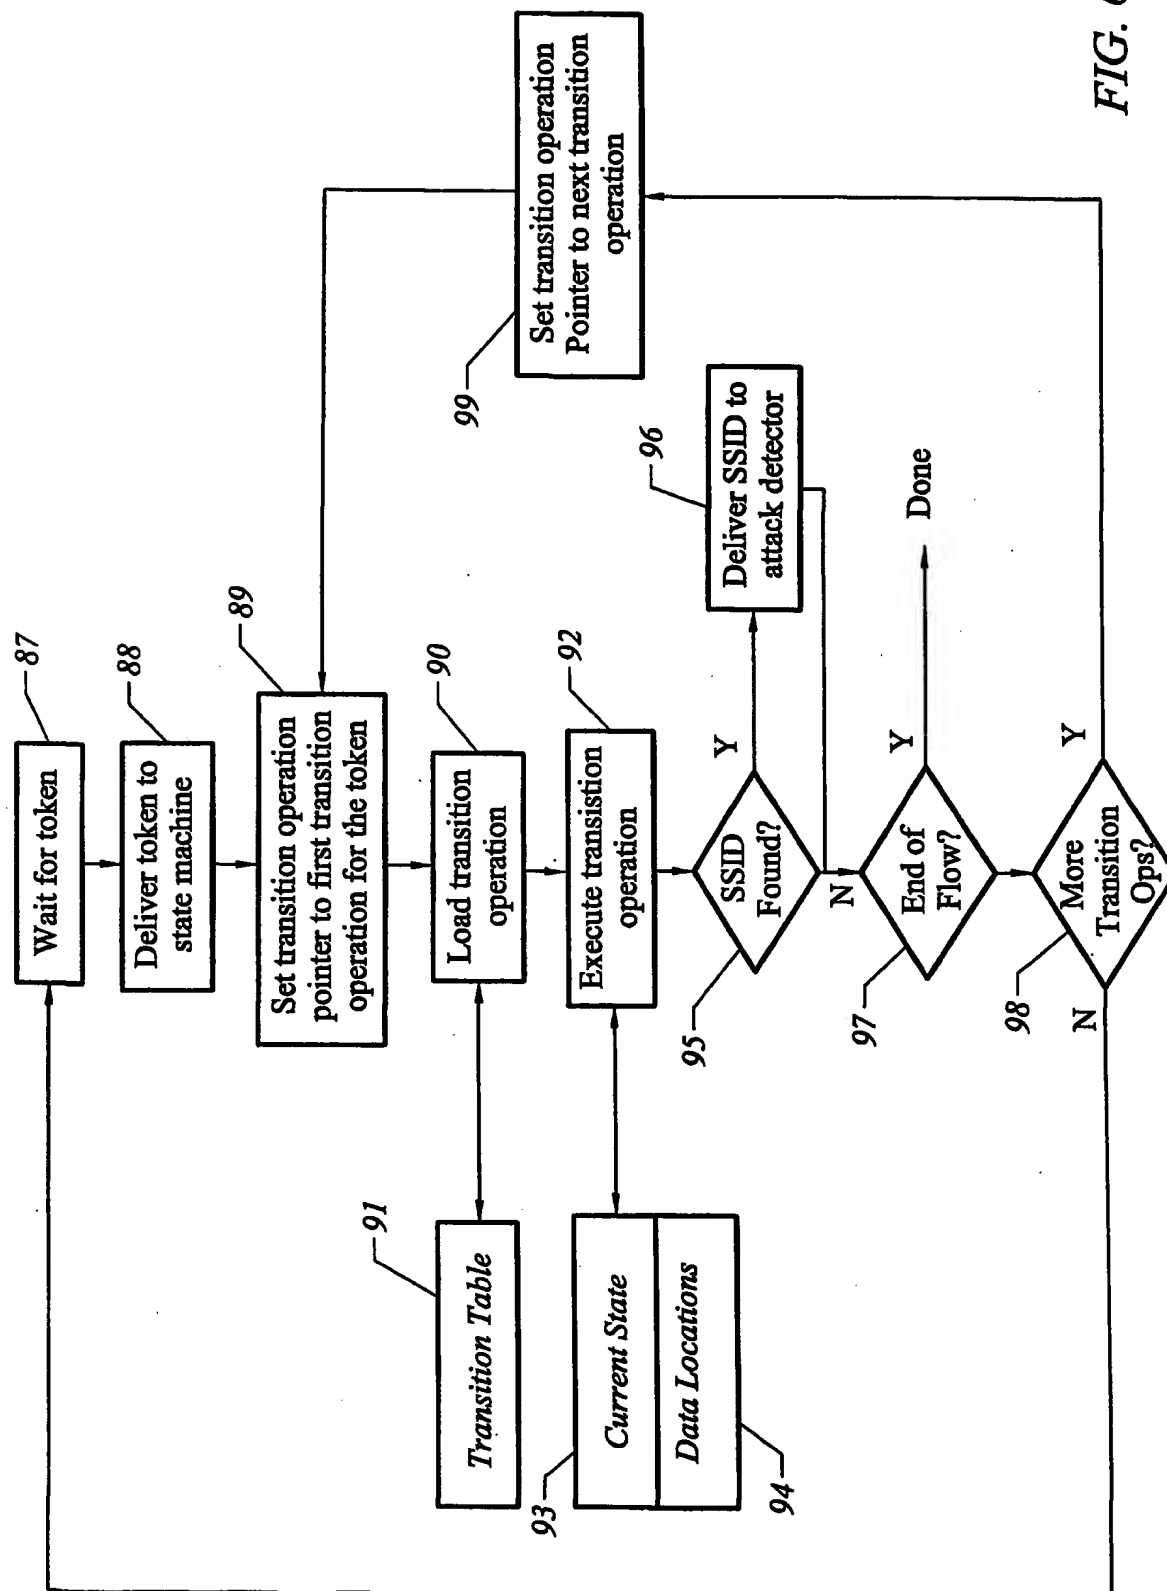 87
Wait for token
88
Deliver token to
state machine
89
Set transition operation
pointer to first transition
operation for the token
90
Load transition
operation
91
Transition Table
92
Execute transistion
operation
93
Current State
Data Locations
94
95
SSID
Found?
Y
N
96
Deliver SSID to
attack detector
97
End of
Flow?
Y
Done
98
More
Transition
Ops?
Y
N
99
Set transition operation
Pointer to next transition
operation
FIG.